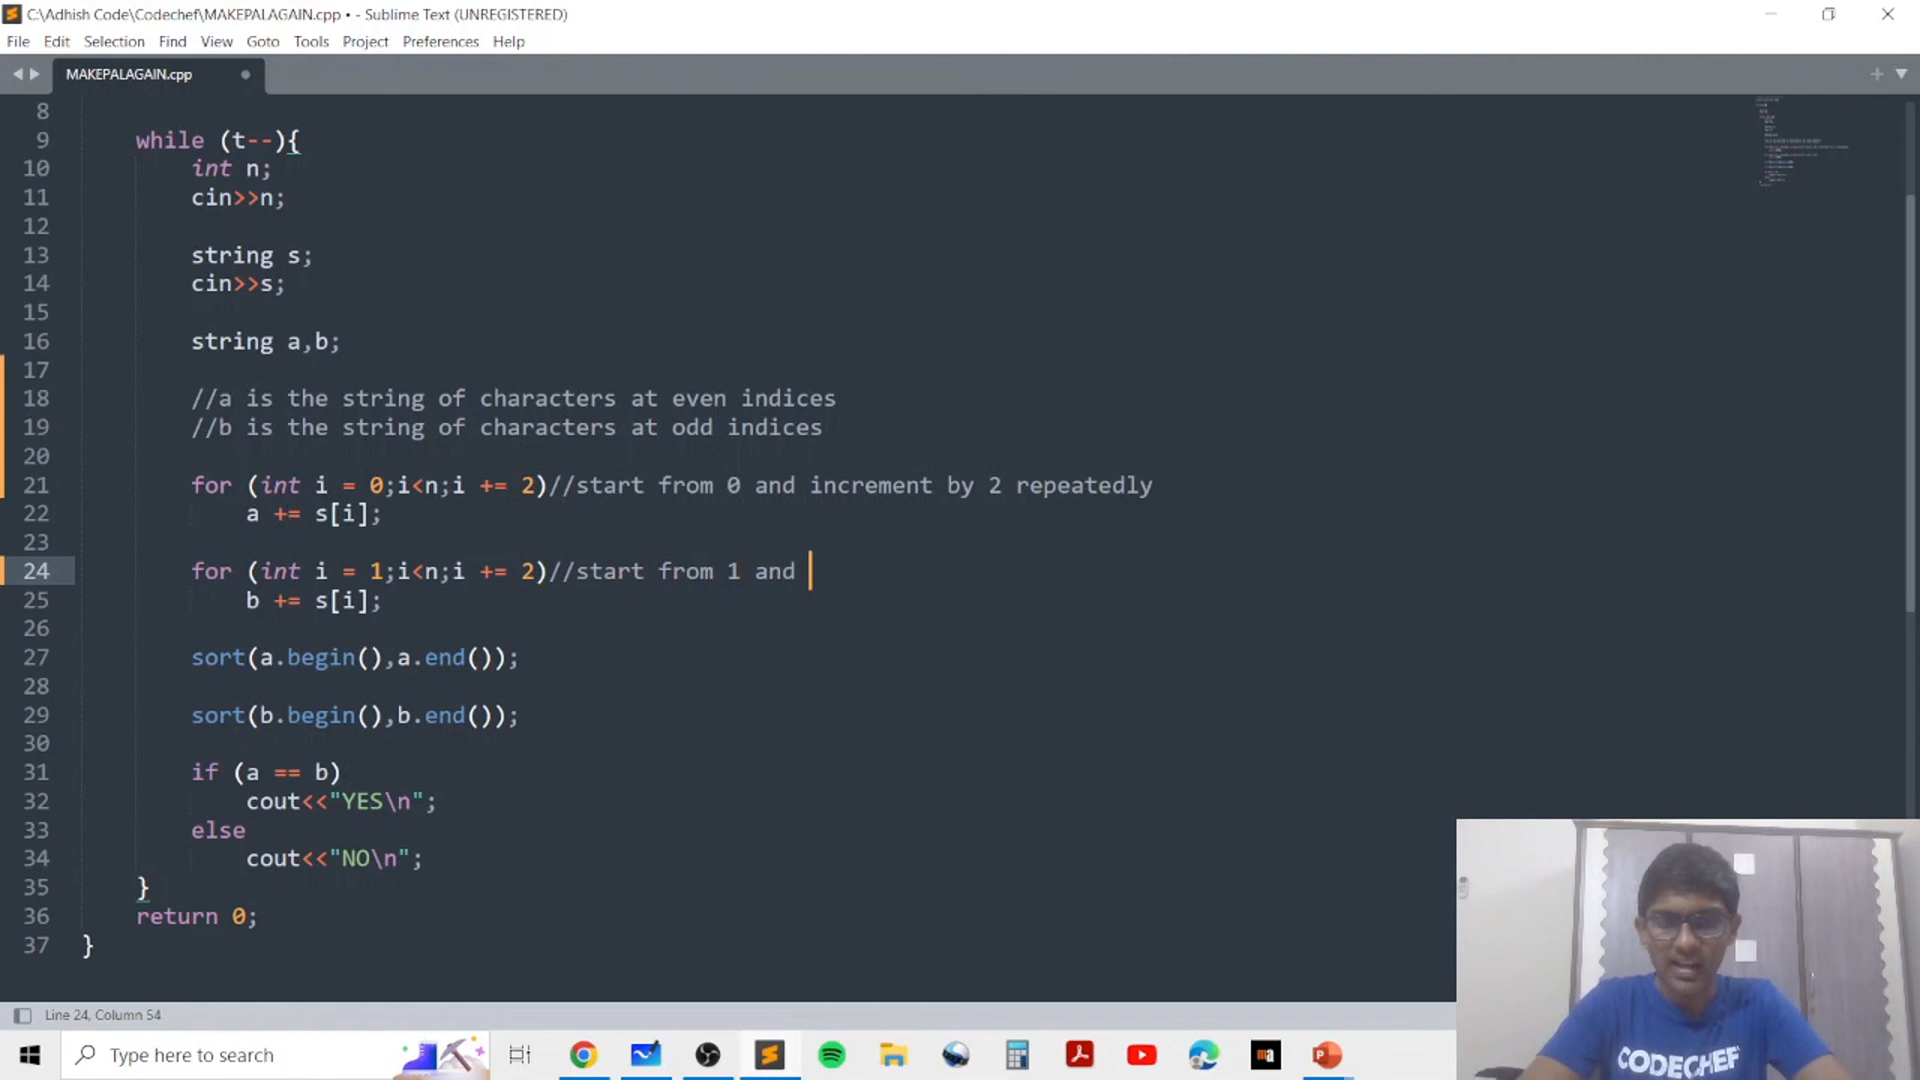 C:\Adhish Code\Codechef\MAKEPALAGAIN.cpp • - Sublime Text (UNREGISTERED)
File Edit Selection Find View Goto Tools Project Preferences Help
MAKEPALAGAIN.cpp
8
9 while (t--){
10 int n;
11 cin>>n;
12
13 string s;
14 cin>>s;
15
16 string a,b;
17
18 //a is the string of characters at even indices
19 //b is the string of characters at odd indices
20
21 for (int i = 0;i<n;i += 2)//start from 0 and increment by 2 repeatedly
22 a += s[i];
23
24 for (int i = 1;i<n;i += 2)//start from 1 and
25 b += s[i];
26
27 sort(a.begin(),a.end());
28
29 sort(b.begin(),b.end());
30
31 if (a == b)
32 cout<<"YES\n";
33 else
34 cout<<"NO\n";
35 }
36 return 0;
37 }
Line 24, Column 54
Type here to search
ma
CODECHEF